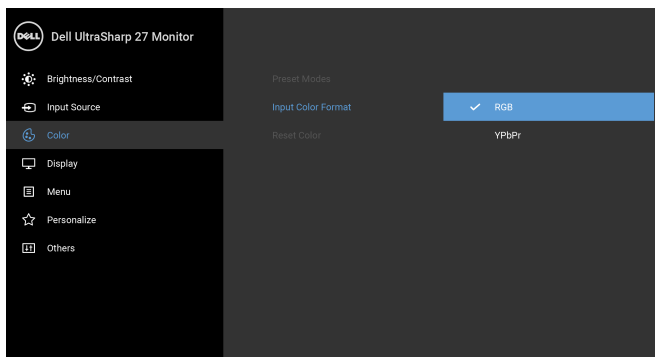 DELL
Dell UltraSharp 27 Monitor
Brightness/Contrast
Input Source
Color
Display
Menu
Personalize
Others
Preset Modes
Input Color Format
Reset Color
RGB
YPbPr